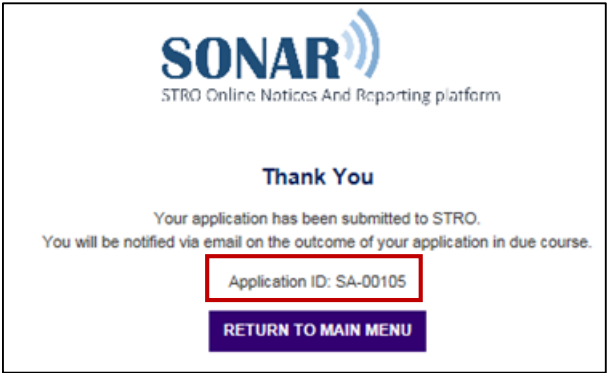 SONAR
STRO Online Notices And Reporting platform
Thank You
Your application has been submitted to STRO.
You will be notified via email on the outcome of your application in due course.
Application ID: SA-00105
RETURN TO MAIN MENU